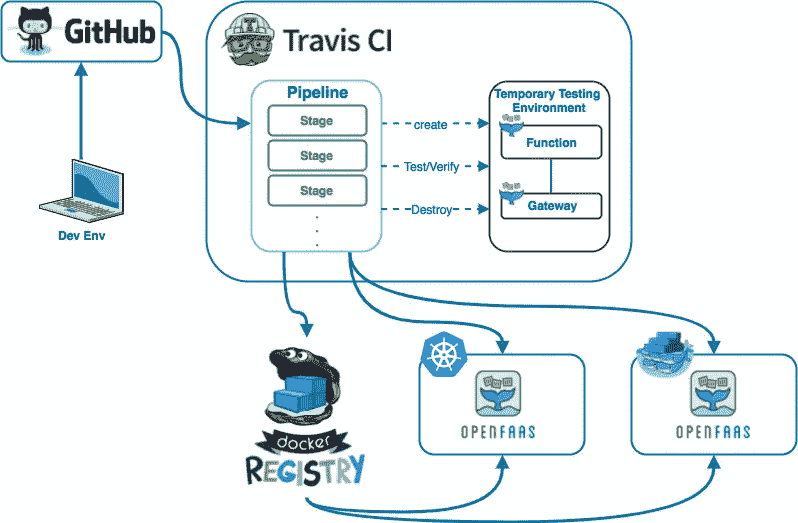 GitHub
Travis CI
Pipeline
Stage
Stage
Stage
create
Test/Verify
Destroy
Temporary Testing
Environment
Function
Gateway
Dev Env
docker
REGISTRY
OPENFAAS
OPENFAAS